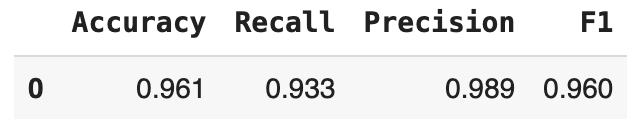 Accuracy Recall Precision F1
0 0.961 0.933 0.989 0.960